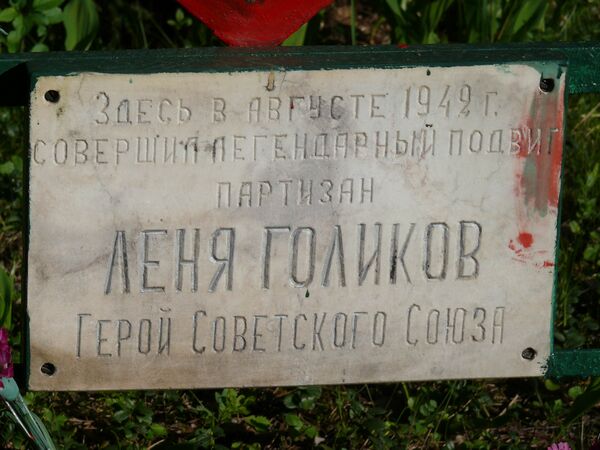 Здесь в августе 1942 г.
совершил легендарный подвиг
партизан
Леня Голиков
Герой Советского Союза